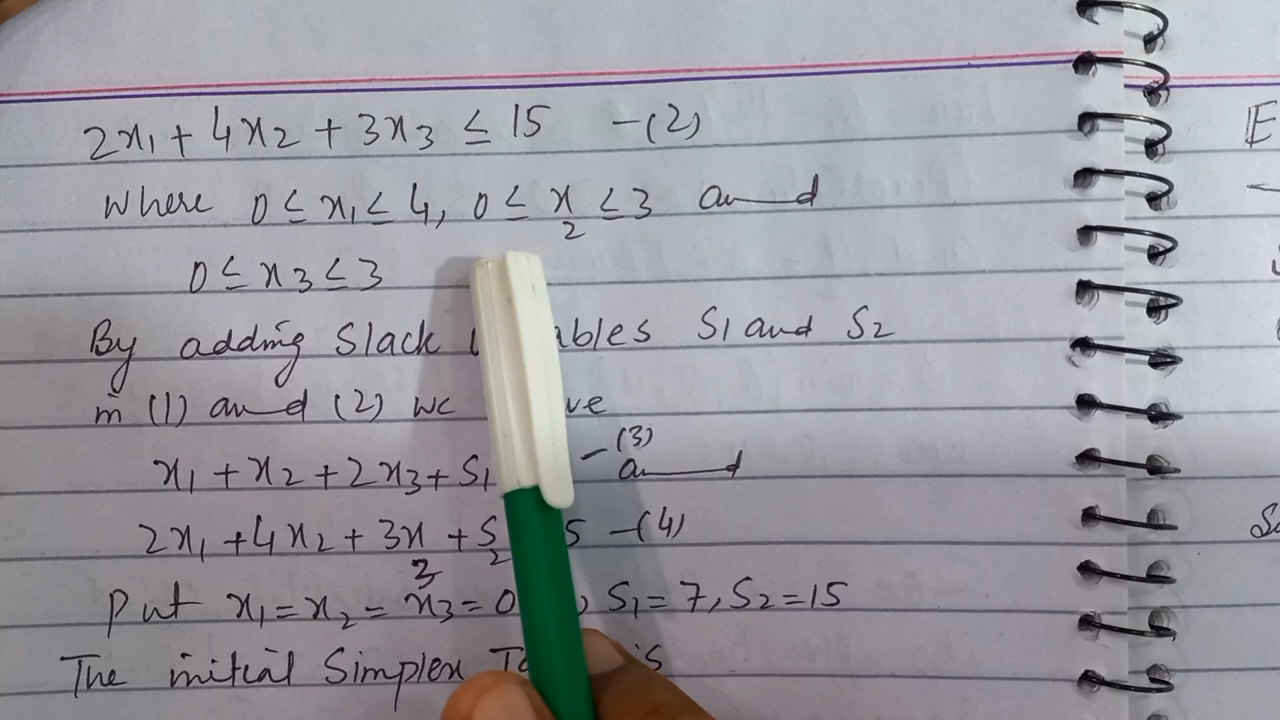 2x₁ + 4x₂ + 3x₃ ≤ 15 -(2)
where 0 ≤ x₁ ≤ 4, 0 ≤ x₂ ≤ 3 and
0 ≤ x₃ ≤ 3
By adding Slack ables S₁ and S₂
in (1) and (2) we ve
x₁ + x₂ + 2x₃ + S₁ -(3) and
2x₁ + 4x₂ + 3x₃ + S₂ 5 -(4)
Put x₁ = x₂ = x₃ = 0 , S₁ = 7, S₂ = 15
The initial Simplex is